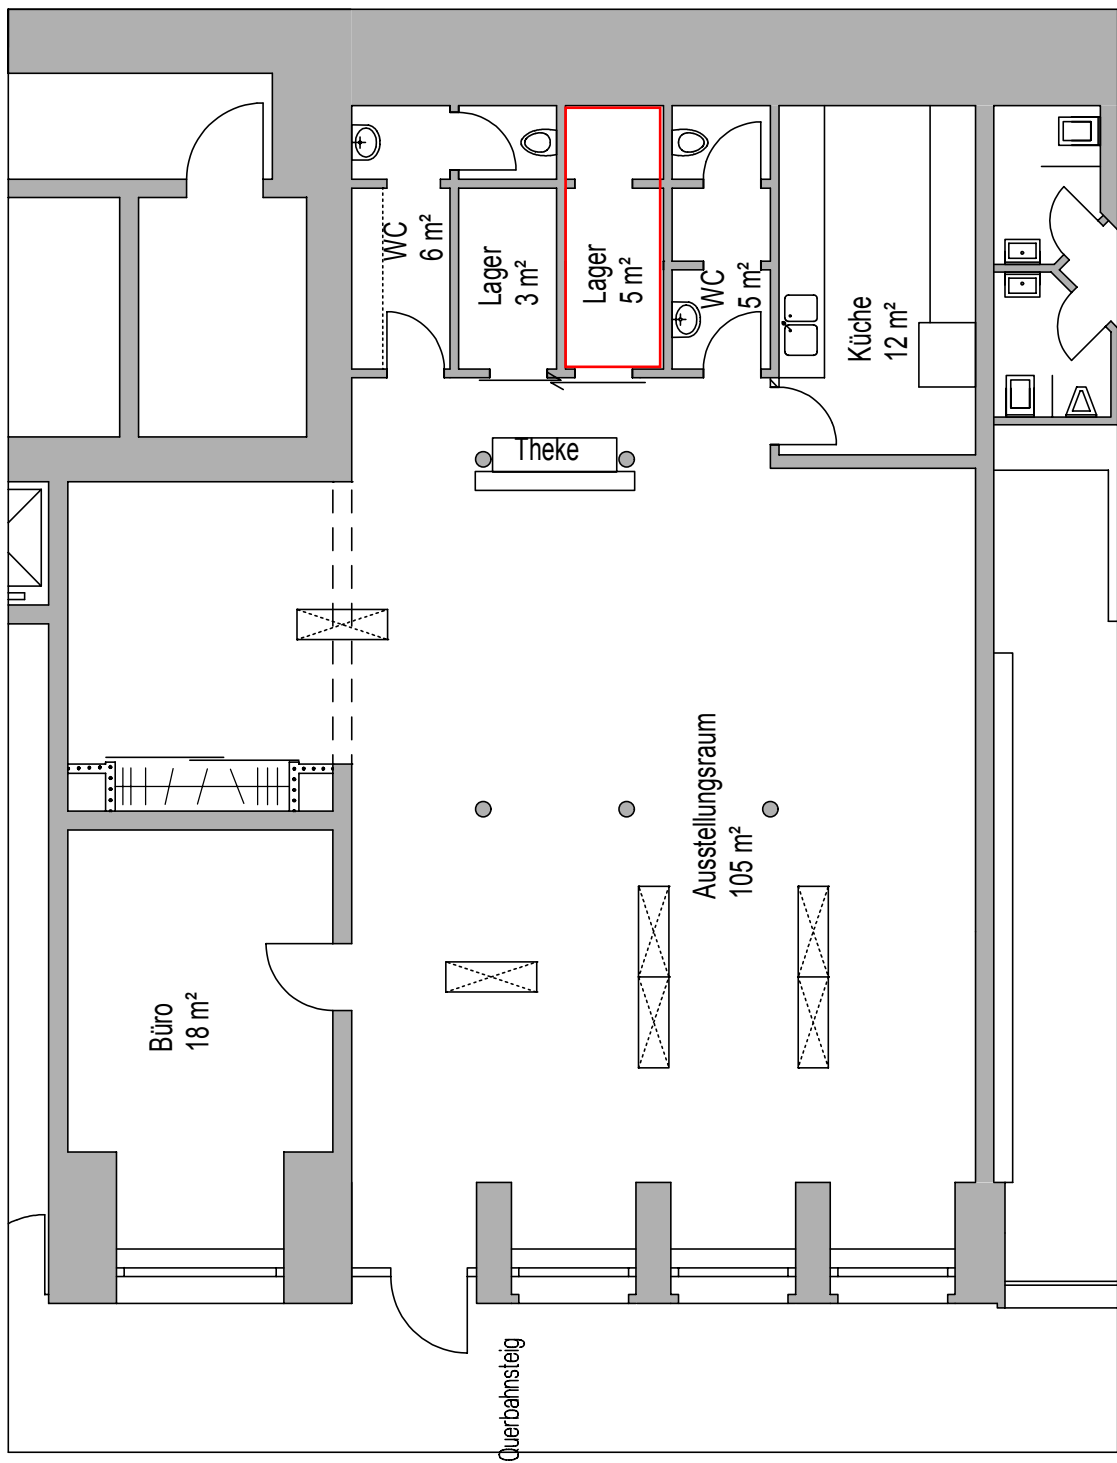 WC
6 m²
Lager
3 m²
Lager
5 m²
WC
5 m²
Küche
12 m²
Theke
Ausstellungsraum
105 m²
Büro
18 m²
Querbahnsteig